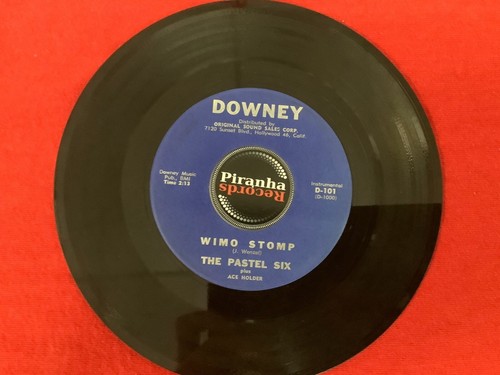 DOWNEY
Distributed by
ORIGINAL SOUND SALES CORP.
7120 Sunset Blvd., Hollywood 46, Calif.
Downey Music
Pub., BMI
Time 2:13
Piranha
Records
Instrumental
D-101
(D-1000)
WIMO STOMP
THE PASTEL SIX
plus
ACE HOLDER